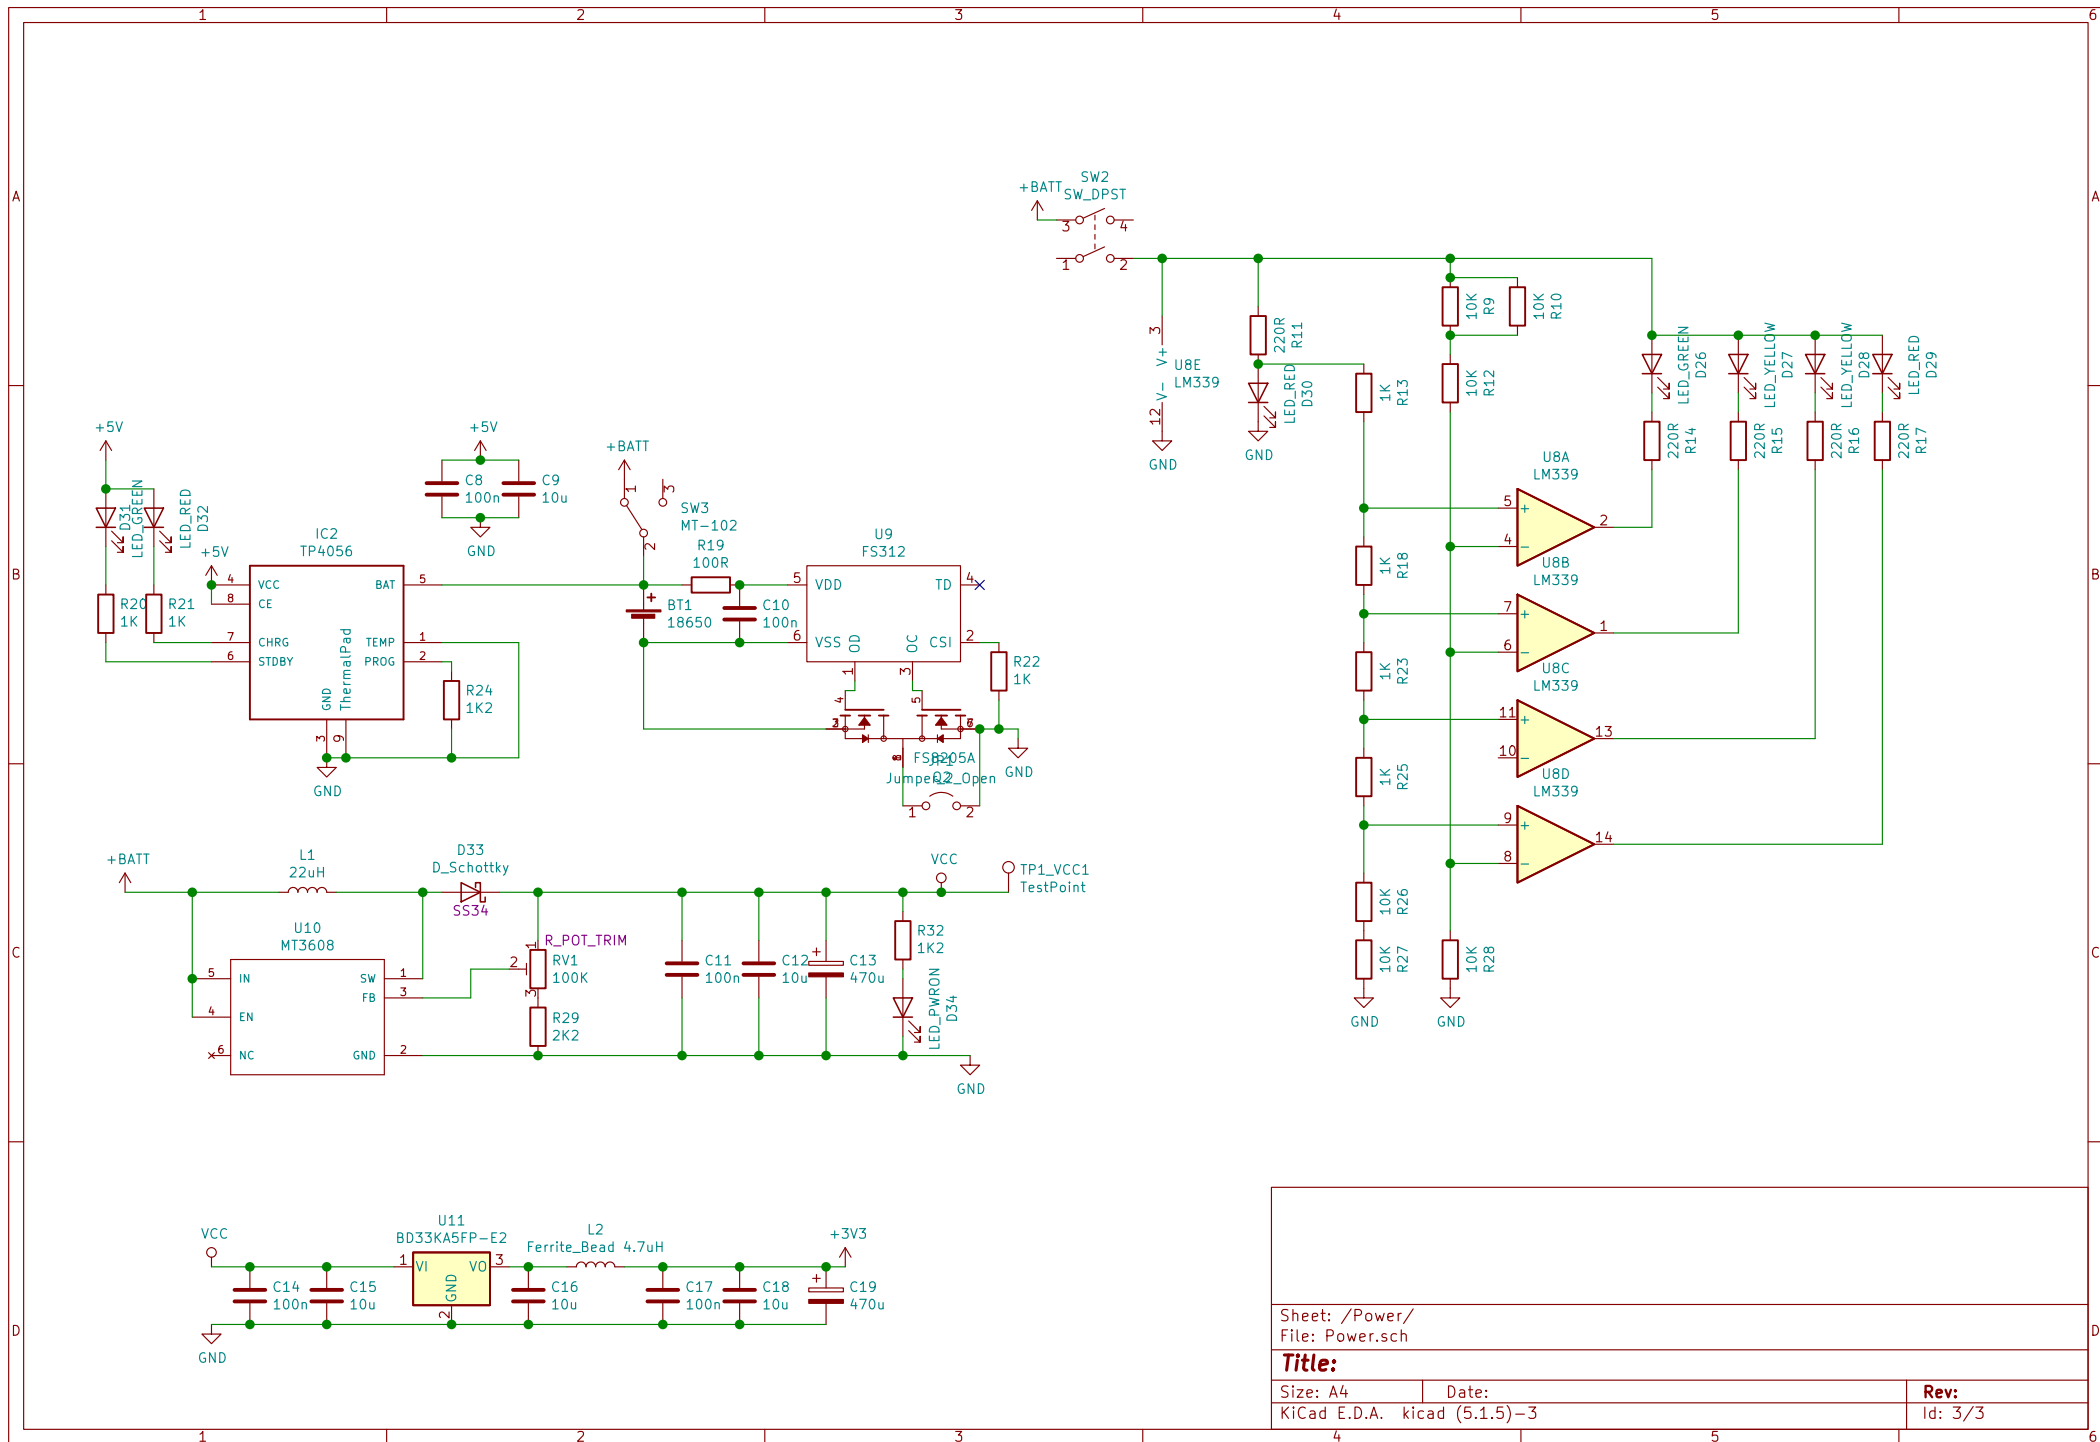 1 2 3 4 5 6
A A
B B
C C
D D
1 2 3 4 5 6
+BATT
SW2
SW_DPST
3 4
1 2
3
V+
V-
12
U8E
LM339
GND
220R
R11
LED_RED
D30
GND
1K
R13
10K
R9
10K
R10
10K
R12
LED_GREEN
D26
LED_YELLOW
D27
LED_YELLOW
D28
LED_RED
D29
220R
R14
220R
R15
220R
R16
220R
R17
U8A
LM339
5 + 2
4 -
U8B
LM339
7 + 1
6 -
U8C
LM339
11 + 13
10 -
U8D
LM339
9 + 14
8 -
1K
R18
1K
R23
1K
R25
10K
R26
10K
R27
10K
R28
GND
GND
+5V
D31
LED_GREEN
LED_RED
D32
R20
1K
R21
1K
+5V
IC2
TP4056
4 VCC BAT 5
8 CE
7 CHRG TEMP 1
6 STDBY PROG 2
GND
ThermalPad
3
9
GND
R24
1K2
+5V
C8
100n
C9
10u
GND
+BATT
1
3
2
SW3
MT-102
R19
100R
BT1
18650
+
C10
100n
U9
FS312
5 VDD TD 4
6 VSS CSI 2
OD
OC
1
3
R22
1K
4
5
FS8205A
Q2
JP1
Jumper_2_Open
1 2
GND
+BATT
L1
22uH
D33
D_Schottky
SS34
U10
MT3608
5 IN SW 1
FB 3
4 EN
6 NC GND 2
R_POT_TRIM
RV1
100K
1
2
3
R29
2K2
C11
100n
C12
10u
+
C13
470u
R32
1K2
LED_PWRON
D34
VCC
TP1_VCC1
TestPoint
GND
VCC
C14
100n
C15
10u
U11
BD33KA5FP-E2
1 VI VO 3
GND
2
L2
Ferrite_Bead 4.7uH
C16
10u
C17
100n
C18
10u
+
C19
470u
+3V3
GND
Sheet: /Power/
File: Power.sch
Title:
Size: A4 Date: Rev:
KiCad E.D.A. kicad (5.1.5)-3 Id: 3/3